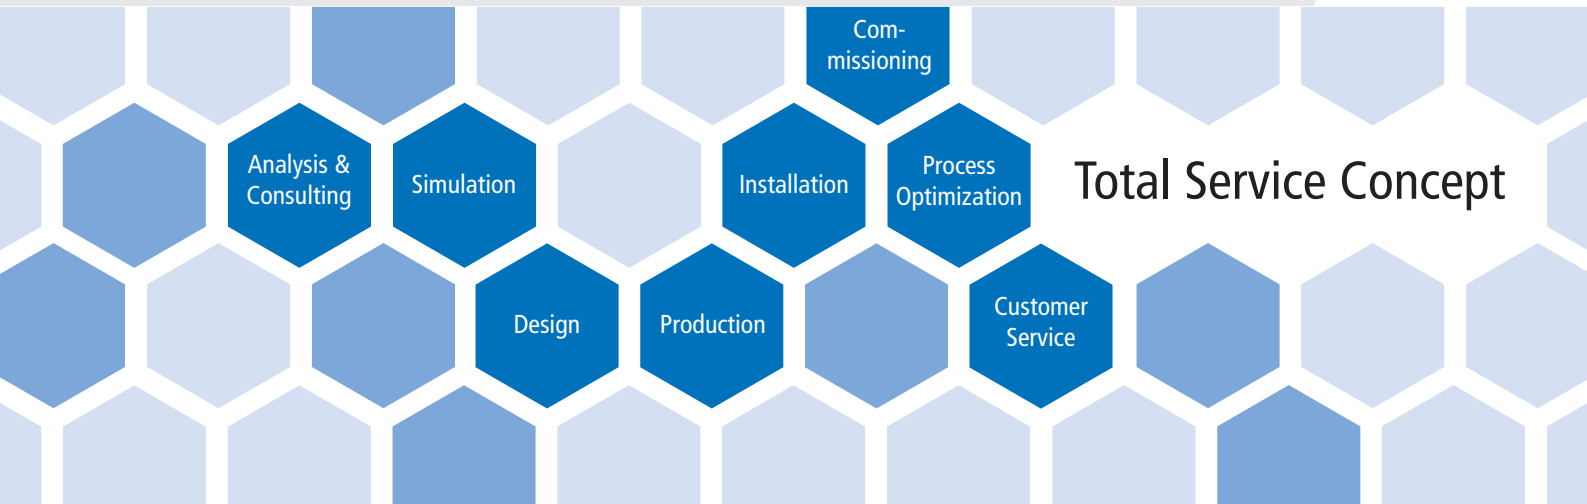 Com-
missioning
Analysis &
Consulting
Simulation
Installation
Process
Optimization
Total Service Concept
Design
Production
Customer
Service